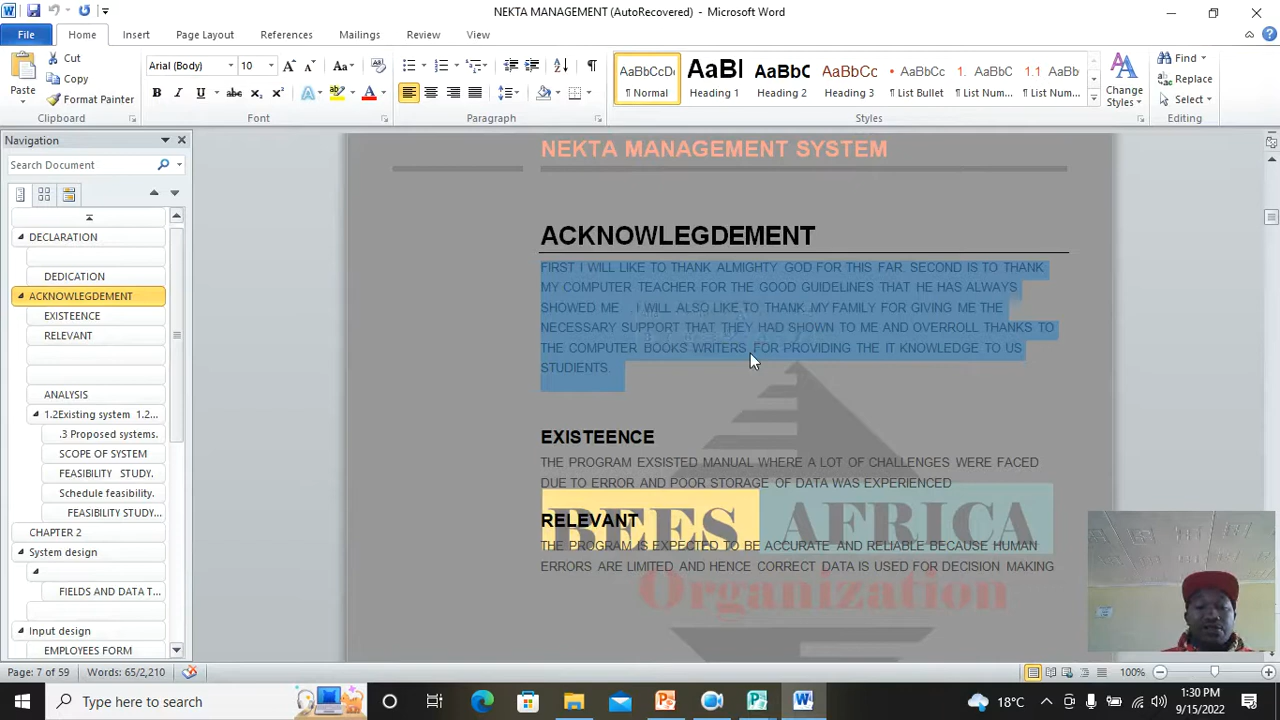 NEKTA MANAGEMENT (AutoRecovered) - Microsoft Word
File Home Insert Page Layout References Mailings Review View
Paste Cut Copy Format Painter Clipboard
Arial (Body) 10 Font
Paragraph
AaBbCcDc ¶ Normal
AaBl Heading 1
AaBbC Heading 2
AaBbCc Heading 3
• AaBbCc ¶ List Bullet
1. AaBbC ¶ List Num...
1.1 AaBb ¶ List Num...
Change Styles
Styles
Find Replace Select Editing
Navigation
Search Document
DECLARATION
DEDICATION
ACKNOWLEGDEMENT
EXISTEENCE
RELEVANT
ANALYSIS
1.2Existing system 1.2...
.3 Proposed systems.
SCOPE OF SYSTEM
FEASIBILITY STUDY.
Schedule feasibility.
FEASIBILITY STUDY...
CHAPTER 2
System design
FIELDS AND DATA T...
Input design
EMPLOYEES FORM
NEKTA MANAGEMENT SYSTEM
ACKNOWLEGDEMENT
FIRST I WILL LIKE TO THANK ALMIGHTY GOD FOR THIS FAR. SECOND IS TO THANK
MY COMPUTER TEACHER FOR THE GOOD GUIDELINES THAT HE HAS ALWAYS
SHOWED ME . I WILL ALSO LIKE TO THANK MY FAMILY FOR GIVING ME THE
NECESSARY SUPPORT THAT THEY HAD SHOWN TO ME AND OVERROLL THANKS TO
THE COMPUTER BOOKS WRITERS FOR PROVIDING THE IT KNOWLEDGE TO US
STUDIENTS.
EXISTEENCE
THE PROGRAM EXSISTED MANUAL WHERE A LOT OF CHALLENGES WERE FACED
DUE TO ERROR AND POOR STORAGE OF DATA WAS EXPERIENCED
RELEVANT
BEES AFRICA
THE PROGRAM IS EXPECTED TO BE ACCURATE AND RELIABLE BECAUSE HUMAN
ERRORS ARE LIMITED AND HENCE CORRECT DATA IS USED FOR DECISION MAKING
Organization
Page: 7 of 59 Words: 65/2,210 100%
Type here to search
18°C
1:30 PM
9/15/2022